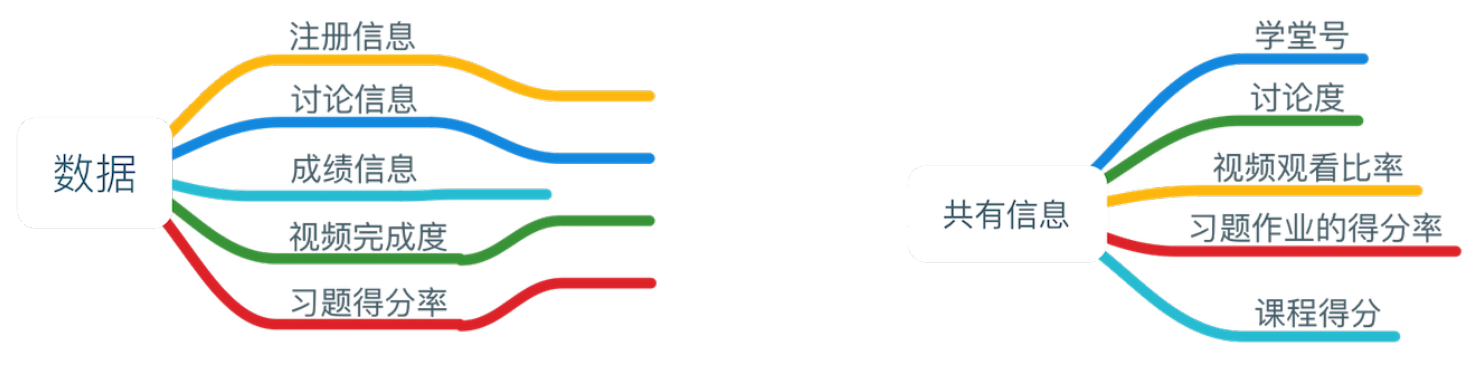 数据
注册信息
讨论信息
成绩信息
视频完成度
习题得分率
共有信息
学堂号
讨论度
视频观看比率
习题作业的得分率
课程得分